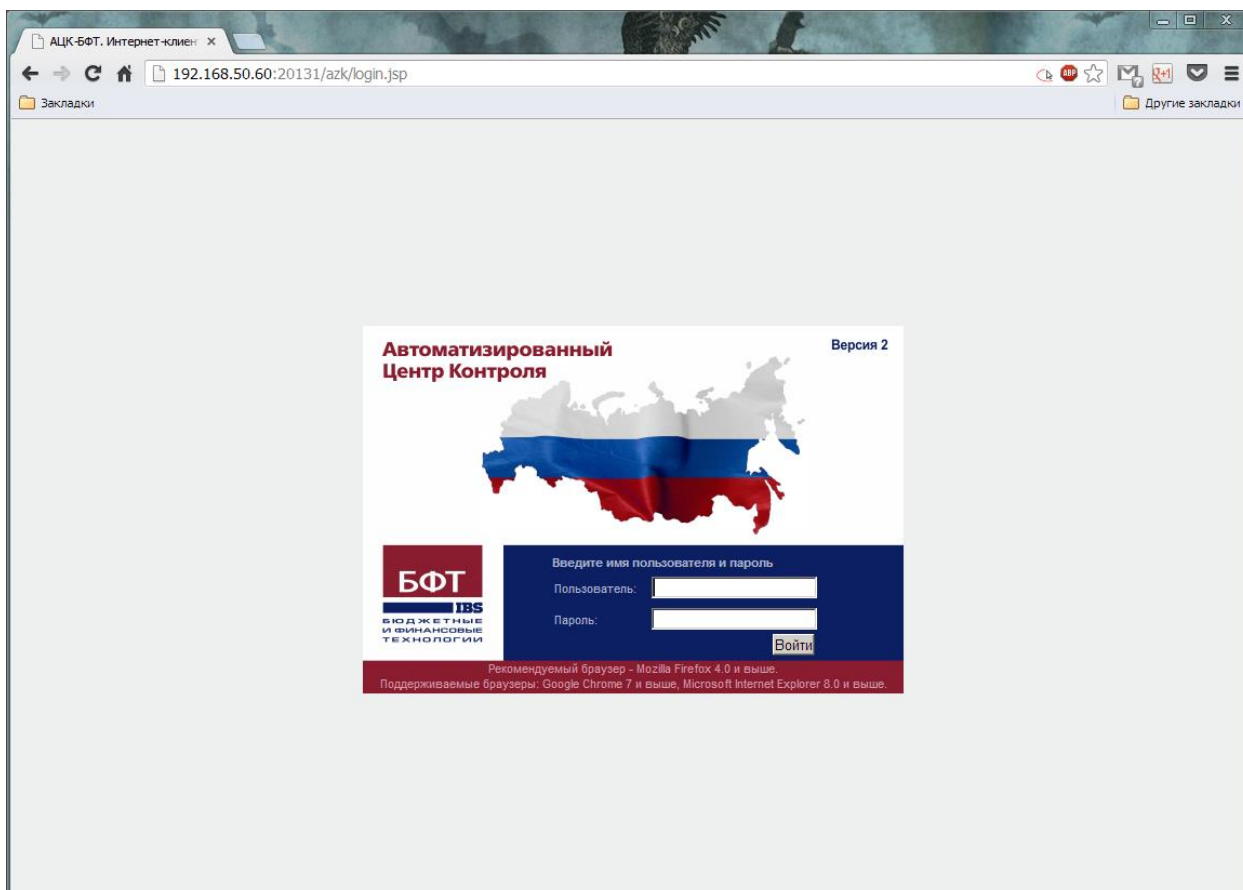 АЦК-БФТ. Интернет-клиен
192.168.50.60:20131/azk/login.jsp
ABP
g+1
Закладки
Другие закладки
Автоматизированный
Центр Контроля
Версия 2
БФТ
IBS
БЮДЖЕТНЫЕ
И ФИНАНСОВЫЕ
ТЕХНОЛОГИИ
Введите имя пользователя и пароль
Пользователь:
Пароль:
Войти
Рекомендуемый браузер - Mozilla Firefox 4.0 и выше.
Поддерживаемые браузеры: Google Chrome 7 и выше, Microsoft Internet Explorer 8.0 и выше.